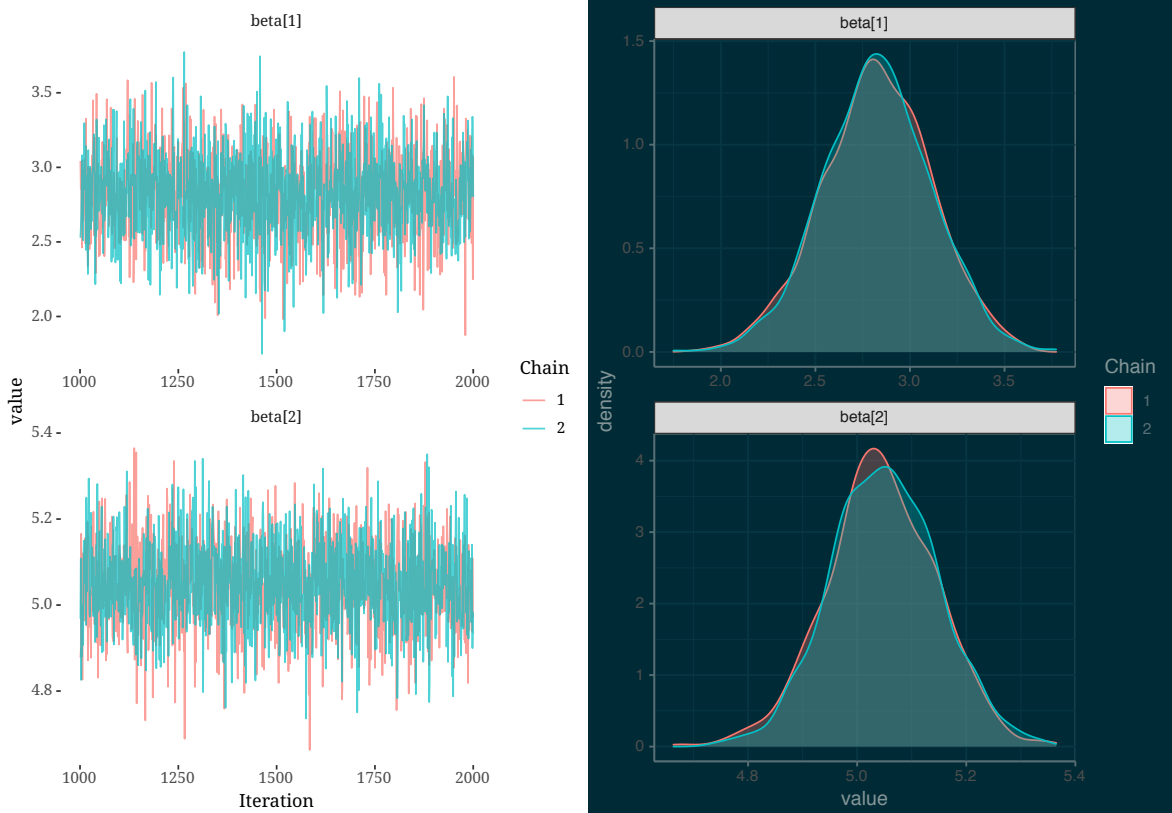 beta[1]
3.5
3.0
2.5
2.0
1000 1250 1500 1750 2000
value
beta[2]
5.4
5.2
5.0
4.8
1000 1250 1500 1750 2000
Iteration
Chain
1
2
beta[1]
1.5
1.0
0.5
0.0
2.0 2.5 3.0 3.5
density
beta[2]
4
3
2
1
0
4.8 5.0 5.2 5.4
value
Chain
1
2